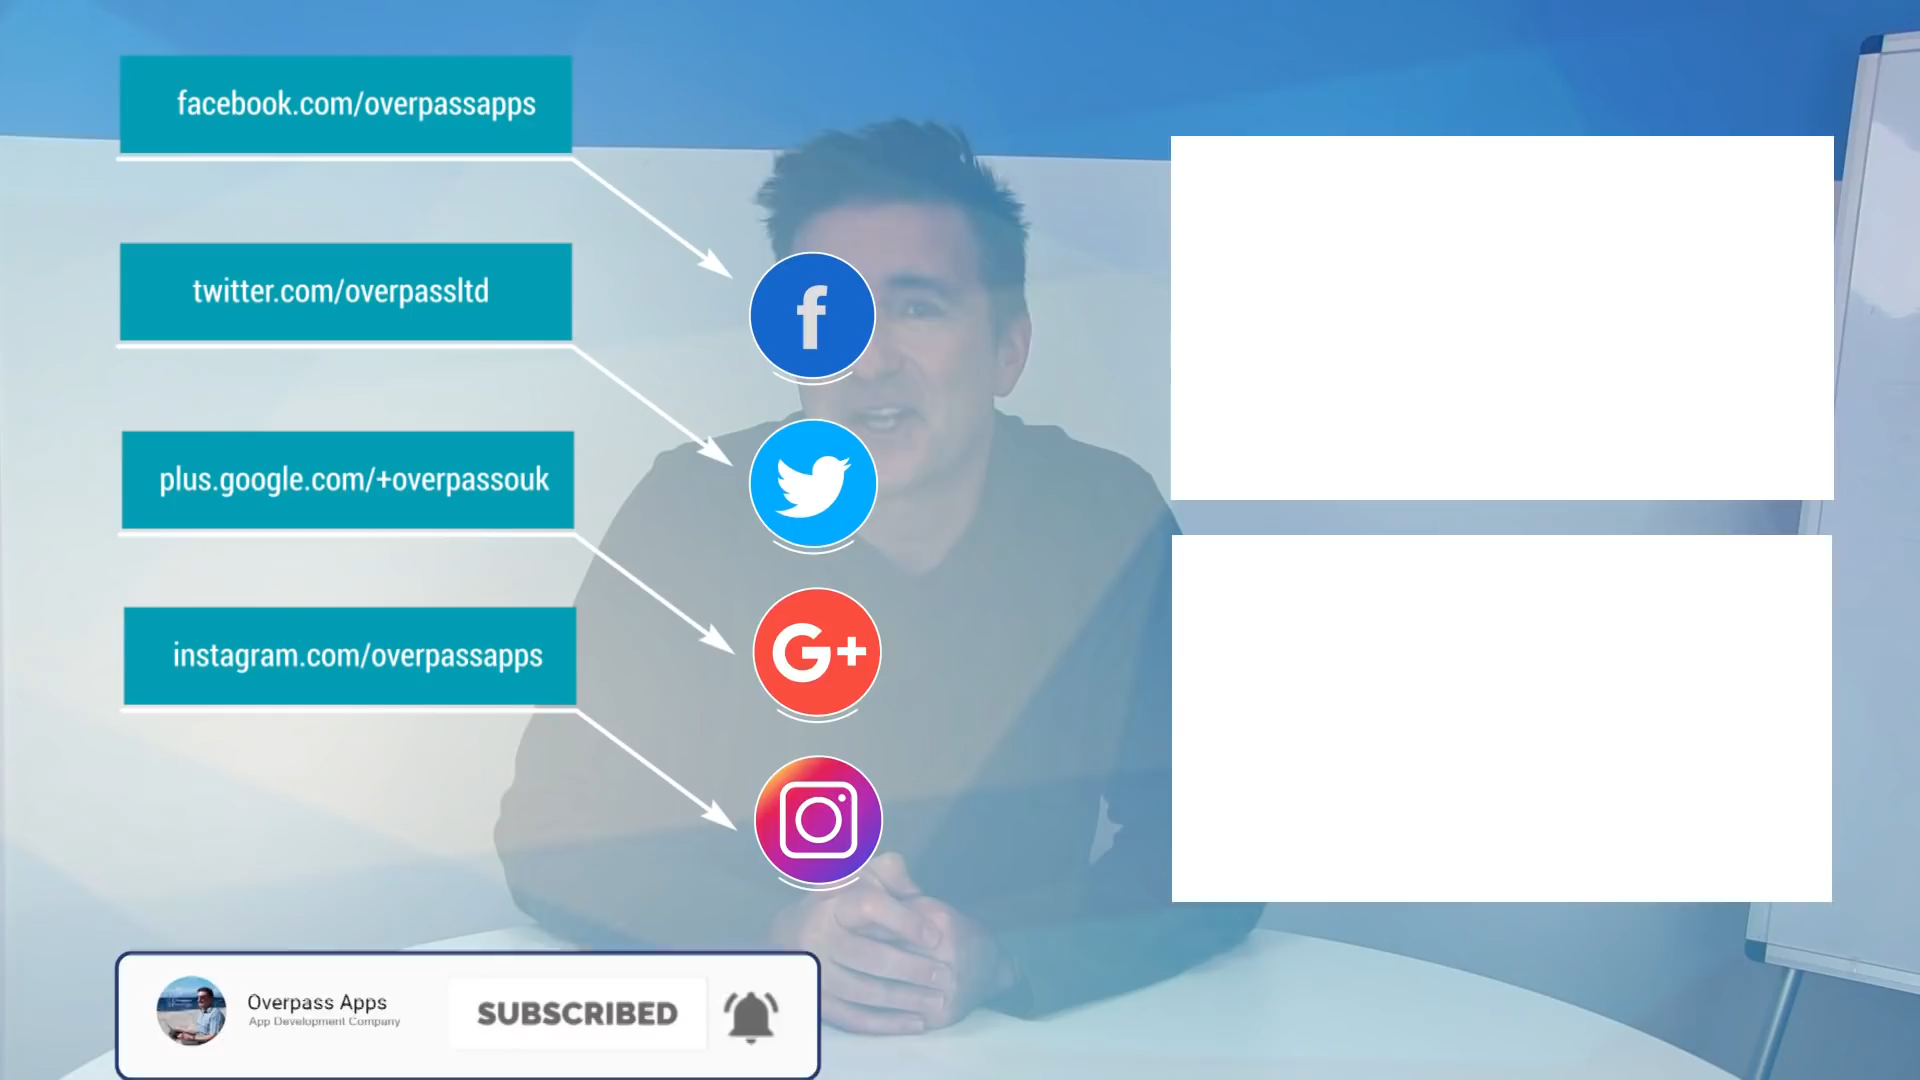 facebook.com/overpassapps
twitter.com/overpassltd
plus.google.com/+overpassouk
instagram.com/overpassapps
f
G+
Overpass Apps
App Development Company
SUBSCRIBED